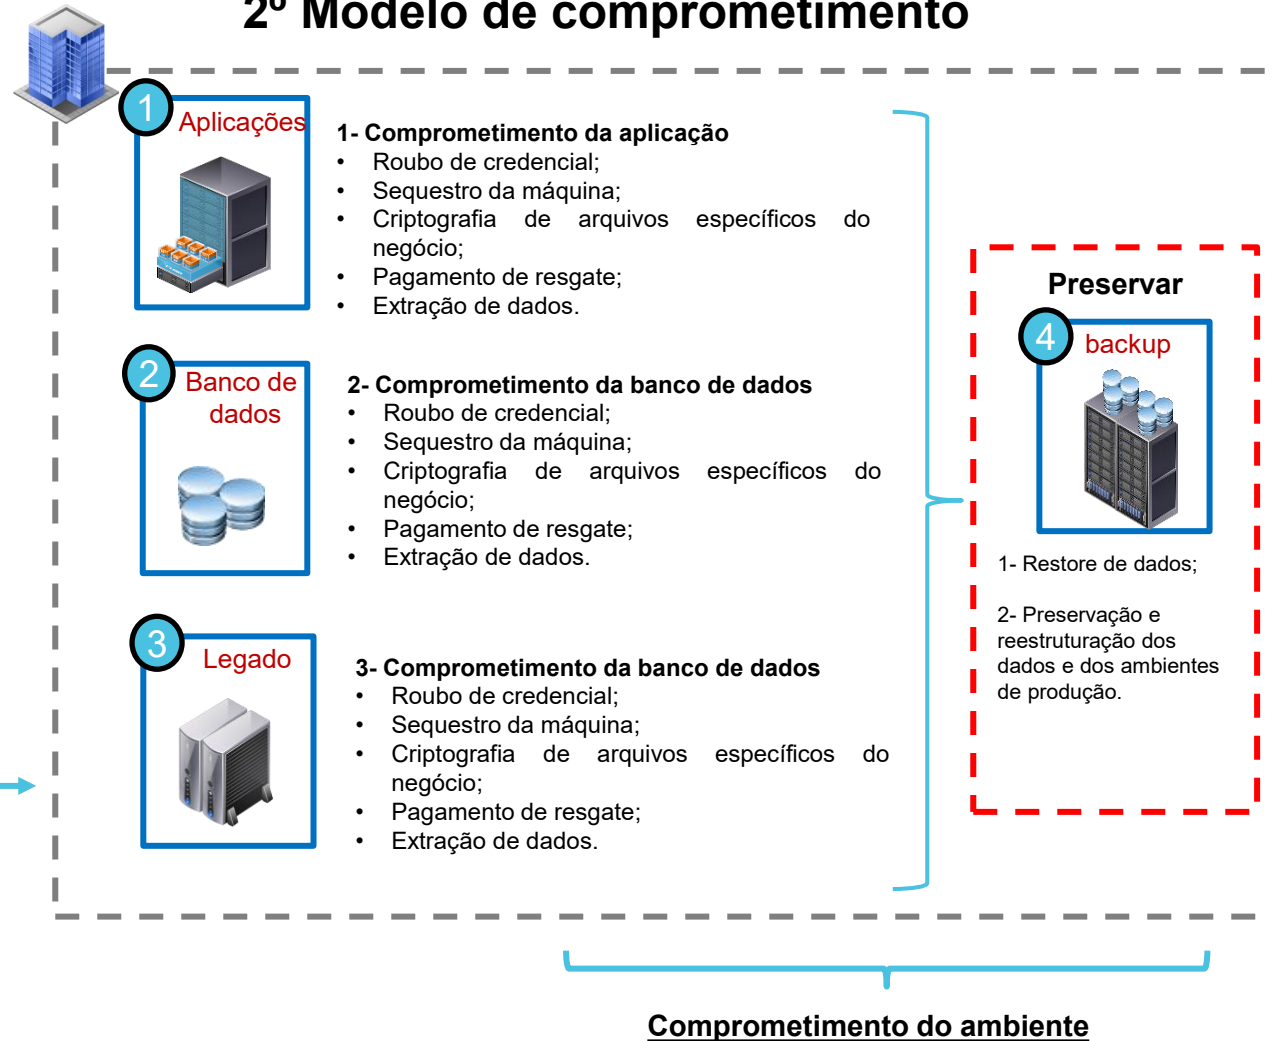 2º Modelo de comprometimento
1
Aplicações
1- Comprometimento da aplicação
• Roubo de credencial;
• Sequestro da máquina;
• Criptografia de arquivos específicos do
negócio;
• Pagamento de resgate;
• Extração de dados.
2
Banco de
dados
2- Comprometimento da banco de dados
• Roubo de credencial;
• Sequestro da máquina;
• Criptografia de arquivos específicos do
negócio;
• Pagamento de resgate;
• Extração de dados.
3
Legado
3- Comprometimento da banco de dados
• Roubo de credencial;
• Sequestro da máquina;
• Criptografia de arquivos específicos do
negócio;
• Pagamento de resgate;
• Extração de dados.
Preservar
4
backup
1- Restore de dados;
2- Preservação e
reestruturação dos
dados e dos ambientes
de produção.
Comprometimento do ambiente